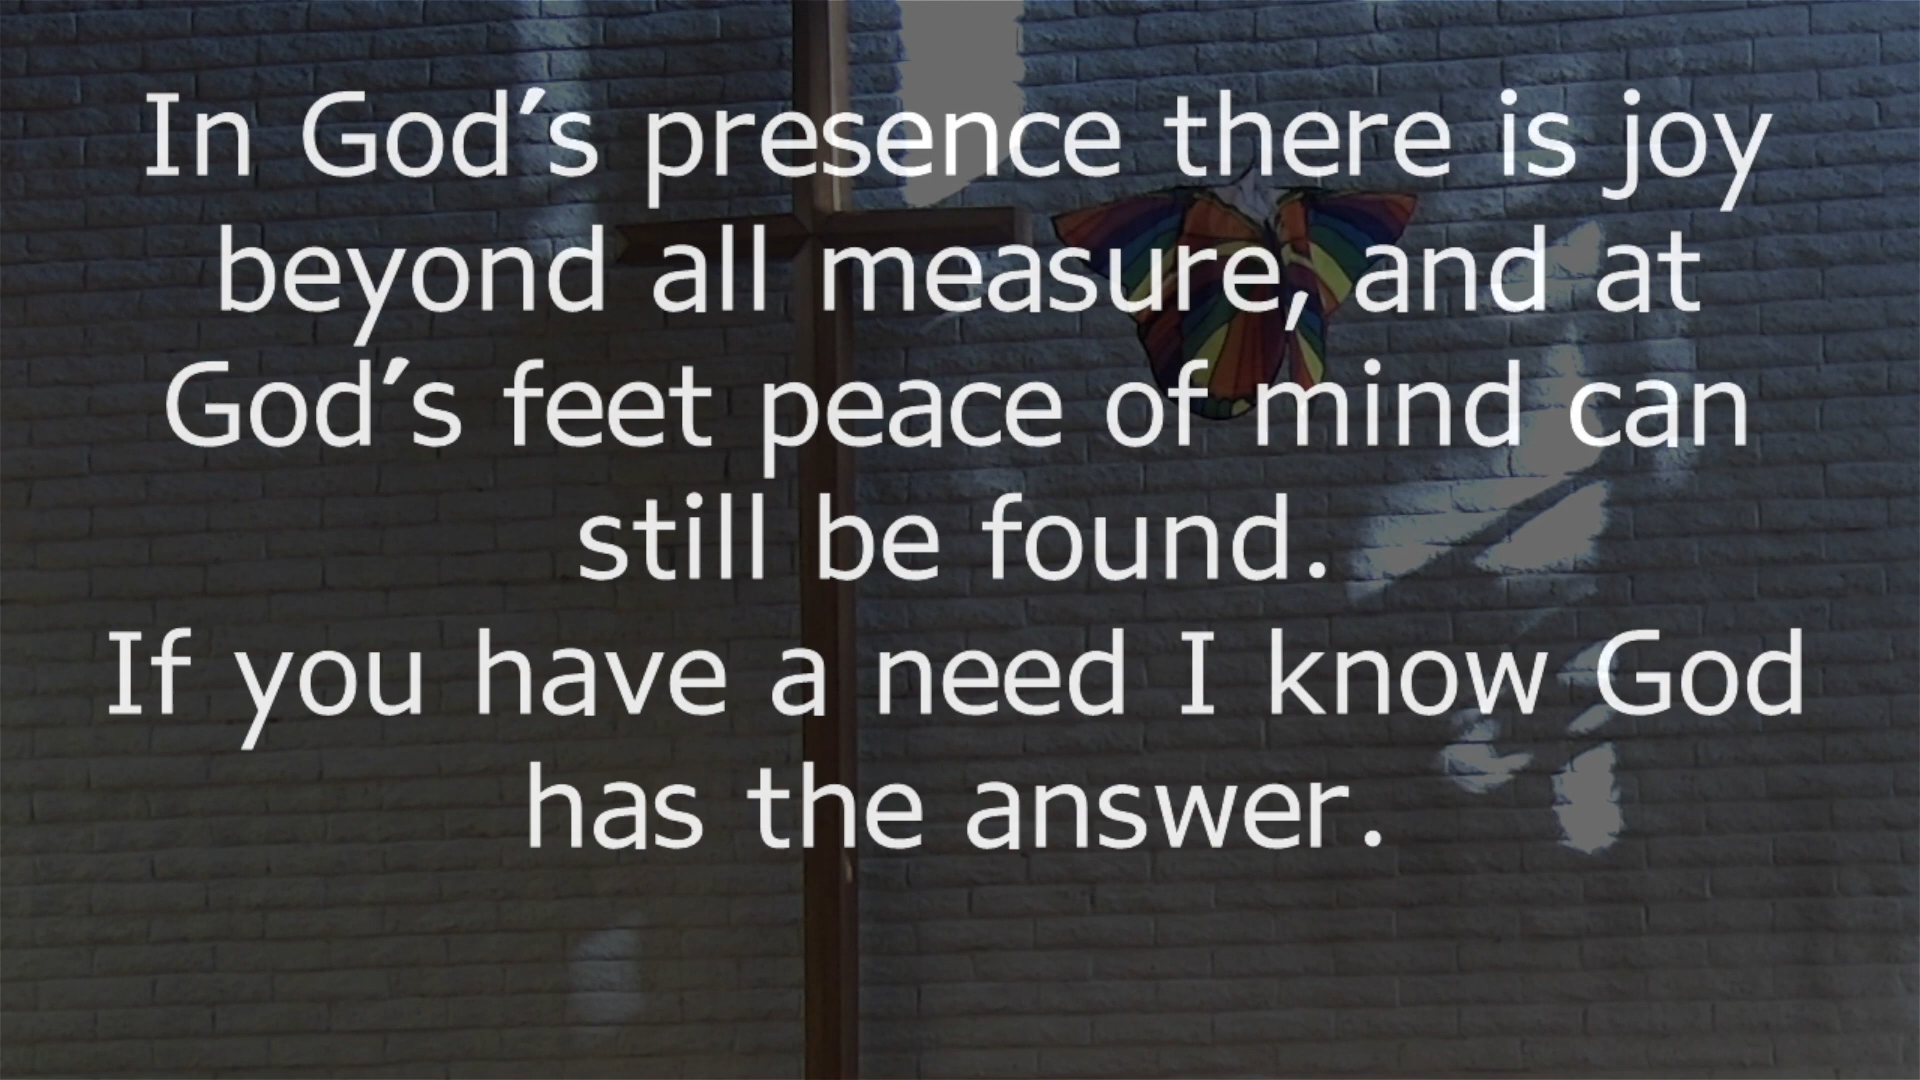 In God’s presence there is joy
beyond all measure, and at
God’s feet peace of mind can
still be found.
If you have a need I know God
has the answer.